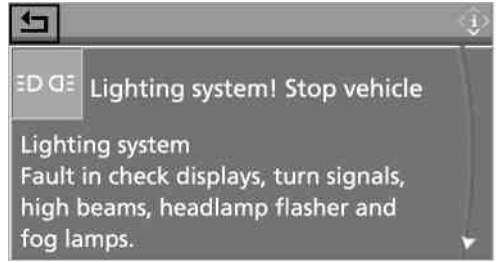 Lighting system! Stop vehicle
Lighting system
Fault in check displays, turn signals,
high beams, headlamp flasher and
fog lamps.